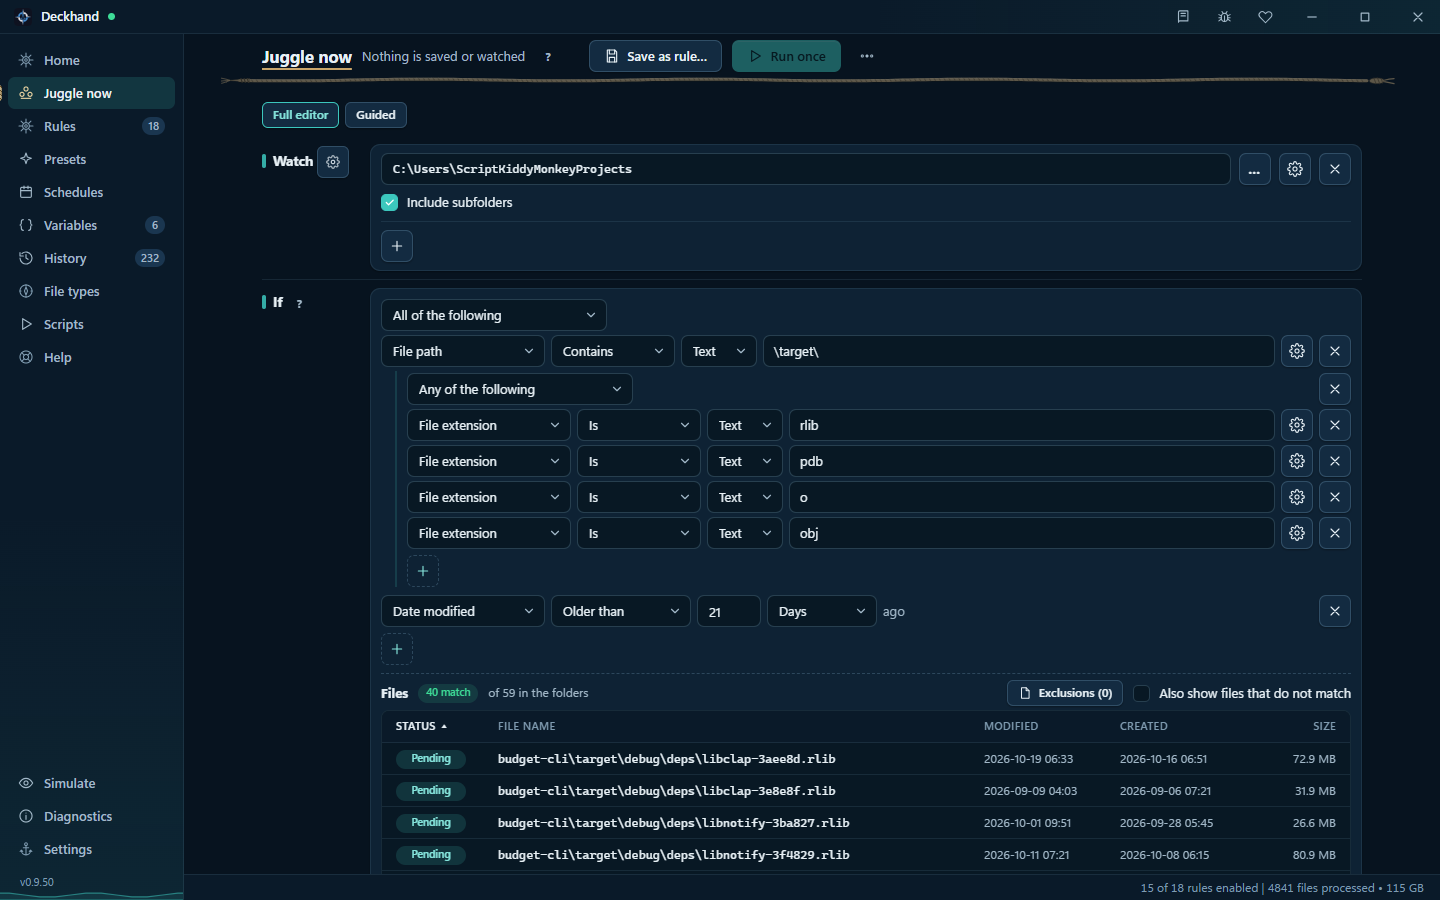 Deckhand
Home
Juggle now
Rules 18
Presets
Schedules
Variables 6
History 232
File types
Scripts
Help
Simulate
Diagnostics
Settings
v0.9.50
Juggle now Nothing is saved or watched ? Save as rule... Run once ...
Full editor Guided
Watch
C:\Users\ScriptKiddyMonkeyProjects ...
Include subfolders
+
If ?
All of the following
File path Contains Text \target\
Any of the following
File extension Is Text rlib
File extension Is Text pdb
File extension Is Text o
File extension Is Text obj
+
Date modified Older than 21 Days ago
+
Files 40 match of 59 in the folders Exclusions (0) Also show files that do not match
STATUS FILE NAME MODIFIED CREATED SIZE
Pending budget-cli\target\debug\deps\libclap-3aee8d.rlib 2026-10-19 06:33 2026-10-16 06:51 72.9 MB
Pending budget-cli\target\debug\deps\libclap-3e8e8f.rlib 2026-09-09 04:03 2026-09-06 07:21 31.9 MB
Pending budget-cli\target\debug\deps\libnotify-3ba827.rlib 2026-10-01 09:51 2026-09-28 05:45 26.6 MB
Pending budget-cli\target\debug\deps\libnotify-3f4829.rlib 2026-10-11 07:21 2026-10-08 06:15 80.9 MB
15 of 18 rules enabled | 4841 files processed • 115 GB